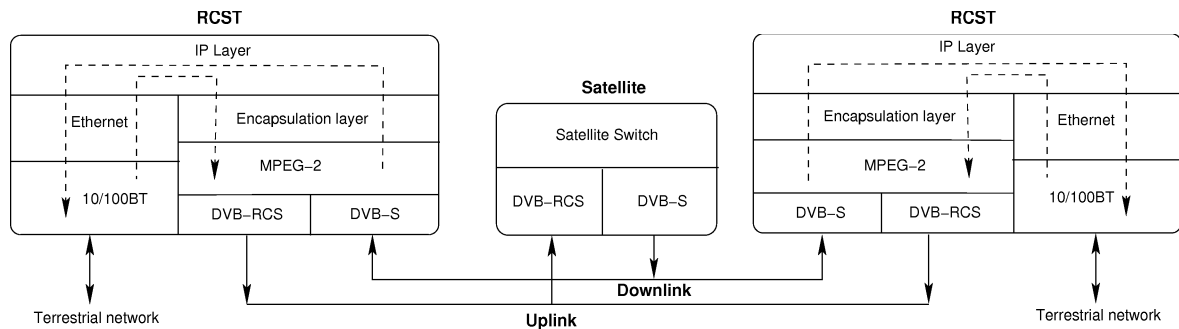 RCST
IP Layer
Ethernet
Encapsulation layer
MPEG−2
10/100BT
DVB−RCS
DVB−S
Terrestrial network
Satellite
Satellite Switch
DVB−RCS
DVB−S
Downlink
Uplink
RCST
IP Layer
Encapsulation layer
Ethernet
MPEG−2
10/100BT
DVB−S
DVB−RCS
Terrestrial network